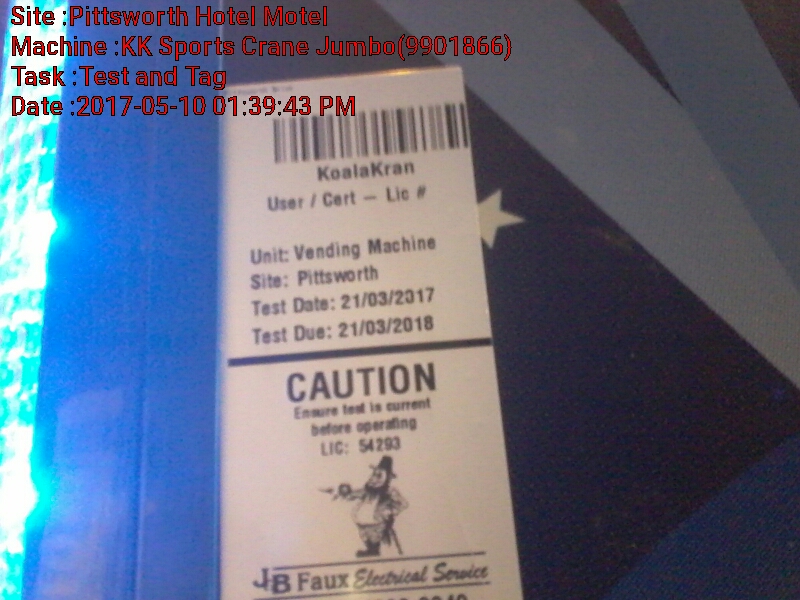 Site :Pittsworth Hotel Motel
Machine :KK Sports Crane Jumbo(9901866)
Task :Test and Tag
Date :2017-05-10 01:39:43 PM
KoalaKran
User / Cert – Lic #
Unit: Vending Machine
Site: Pittsworth
Test Date: 21/03/2017
Test Due: 21/03/2018
CAUTION
Ensure test is current
before operating
LIC: 54293
JB Faux Electrical Service